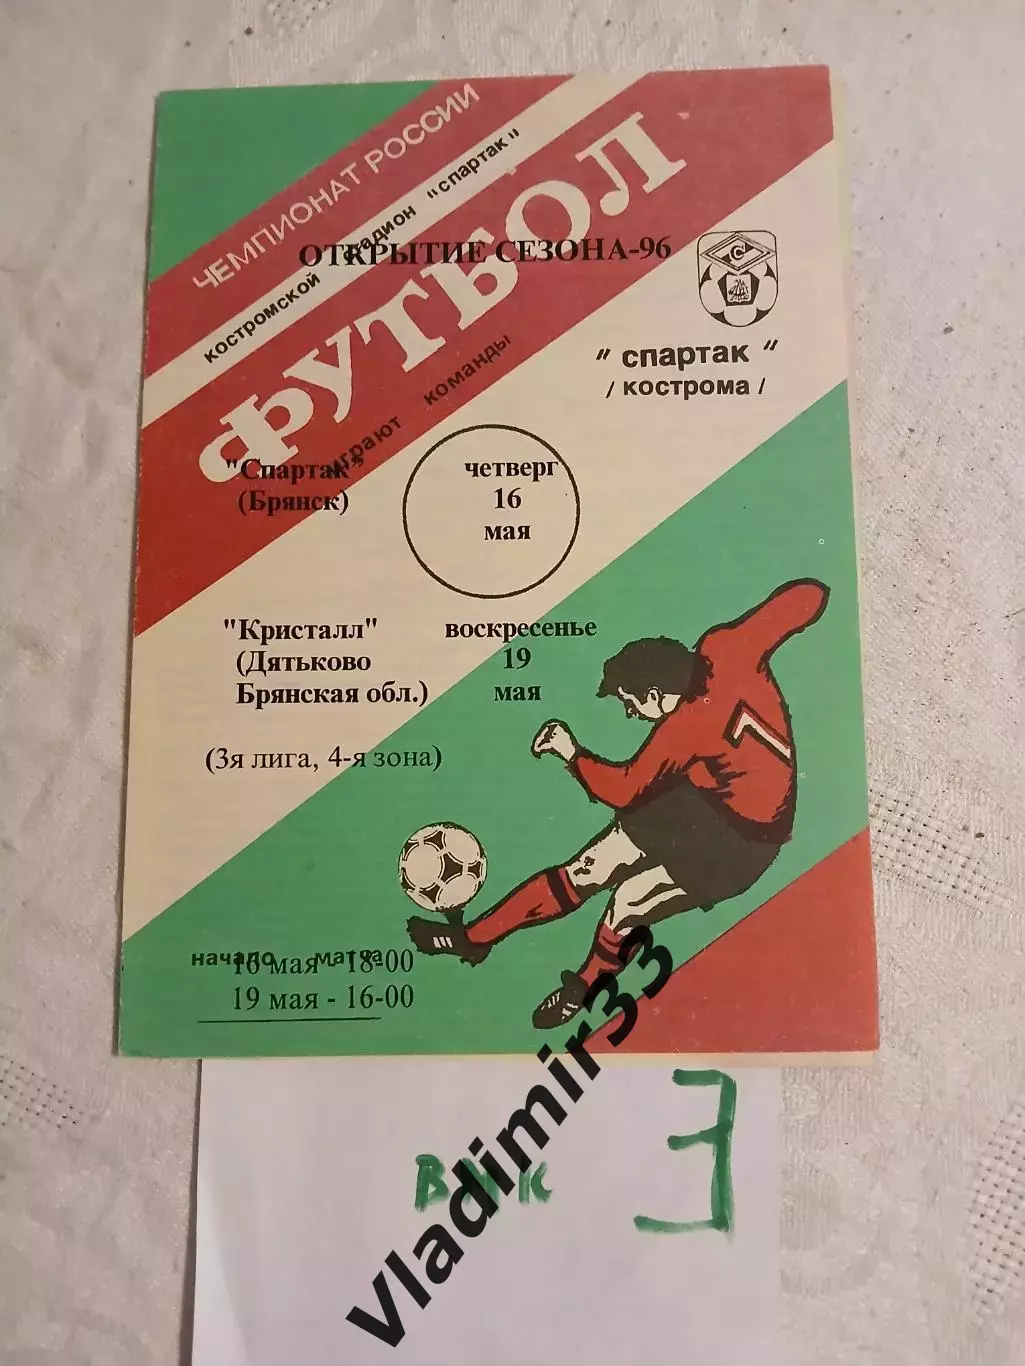 ЧЕМПИОНАТ РОССИИ
костромской стадион "спартак"
ОТКРЫТИЕ СЕЗОНА-96
ФУТБОЛ
С
" спартак "
/ кострома /
играют команды
"Спартак"
(Брянск)
четверг
16
мая
"Кристалл"
(Дятьково
Брянская обл.)
воскресенье
19
мая
(3я лига, 4-я зона)
7
начало матча
16 мая - 18-00
19 мая - 16-00
Vladimir33